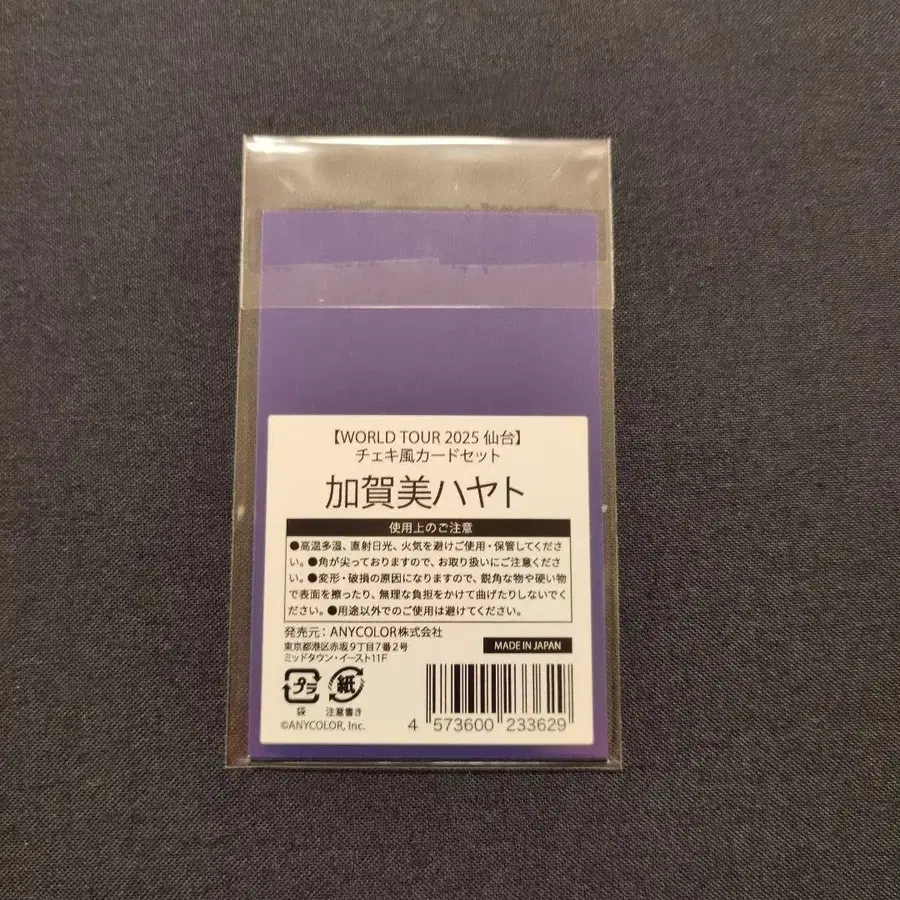 【WORLD TOUR 2025 仙台】
チェキ風カードセット
加賀美ハヤト
使用上のご注意
●高温多湿、直射日光、火気を避けご使用・保管してくださ
い。●角が尖っておりますので、お取り扱いにご注意くださ
い。●変形・破損の原因になりますので、鋭角な物や硬い物
で表面を擦ったり、無理な負担をかけて曲げたりしないでく
ださい。●用途以外でのご使用は避けてください。
発売元：ANYCOLOR株式会社
東京都港区赤坂9丁目7番2号
ミッドタウン・イースト11F
MADE IN JAPAN
プラ 紙
袋 注意書き
©ANYCOLOR, Inc.
4 573600 233629